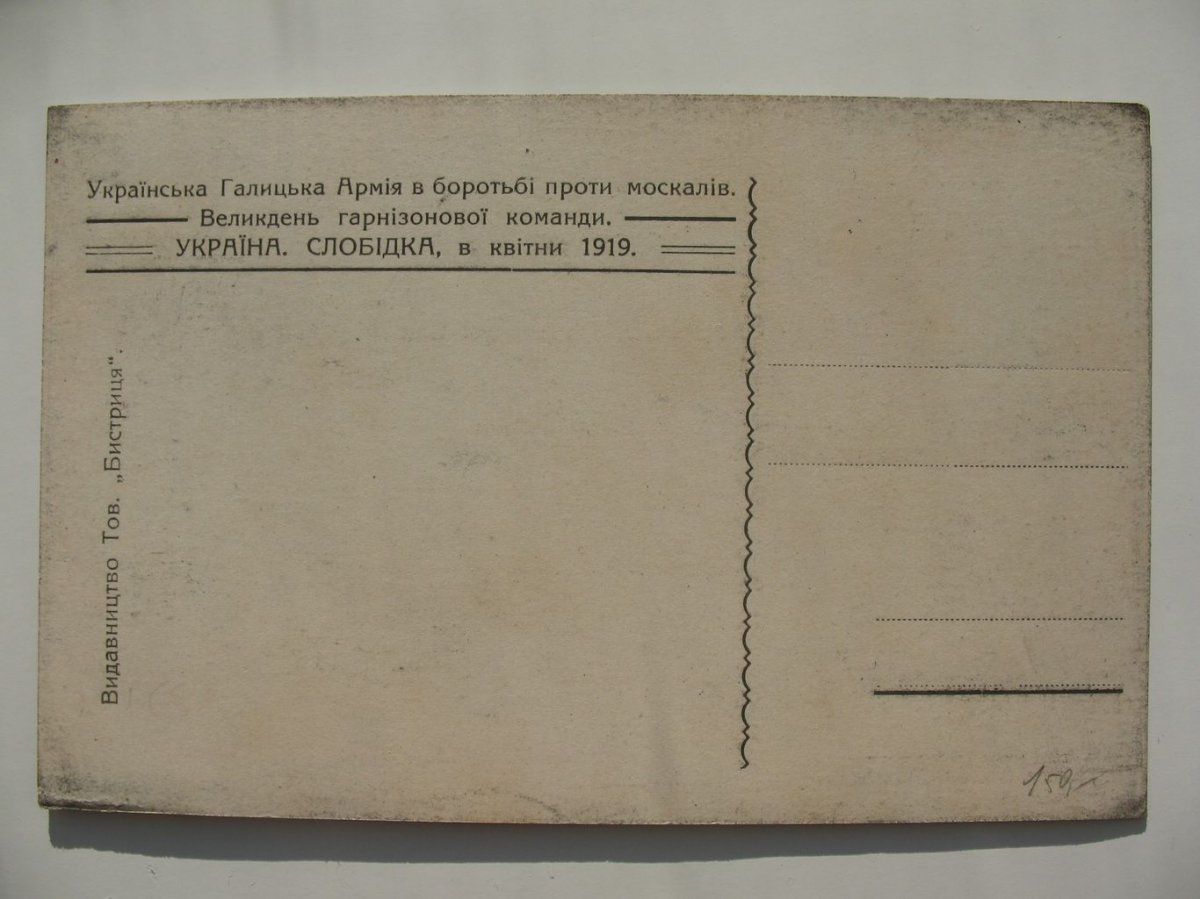 Українська Галицька Армія в боротьбі проти москалів.
Великдень гарнізонової команди.
УКРАЇНА. СЛОБІДКА, в квітни 1919.
Видавництво Тов. „Бистриця“.
159,-